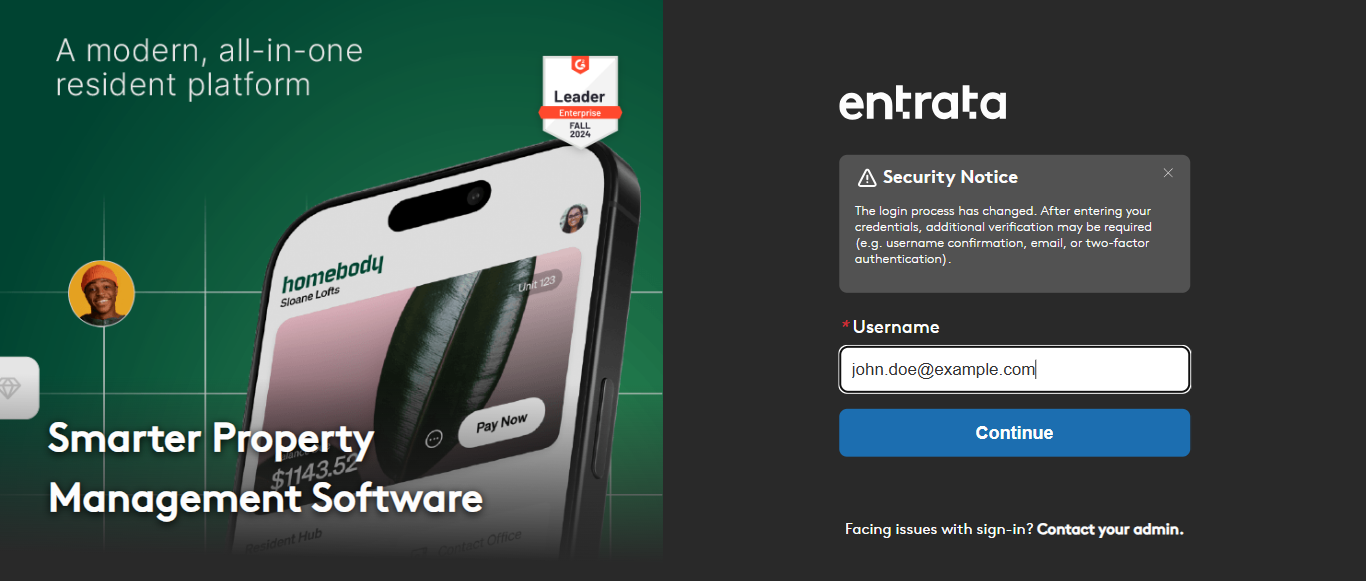 A modern, all-in-one
resident platform
Leader
Enterprise
FALL
2024
homebody
Sloane Lofts
Unit 123
Pay Now
$1143.52
Resident Hub
Contact Office
Smarter Property
Management Software
entrata
Security Notice
The login process has changed. After entering your
credentials, additional verification may be required
(e.g. username confirmation, email, or two-factor
authentication).
*Username
john.doe@example.com
Continue
Facing issues with sign-in? Contact your admin.